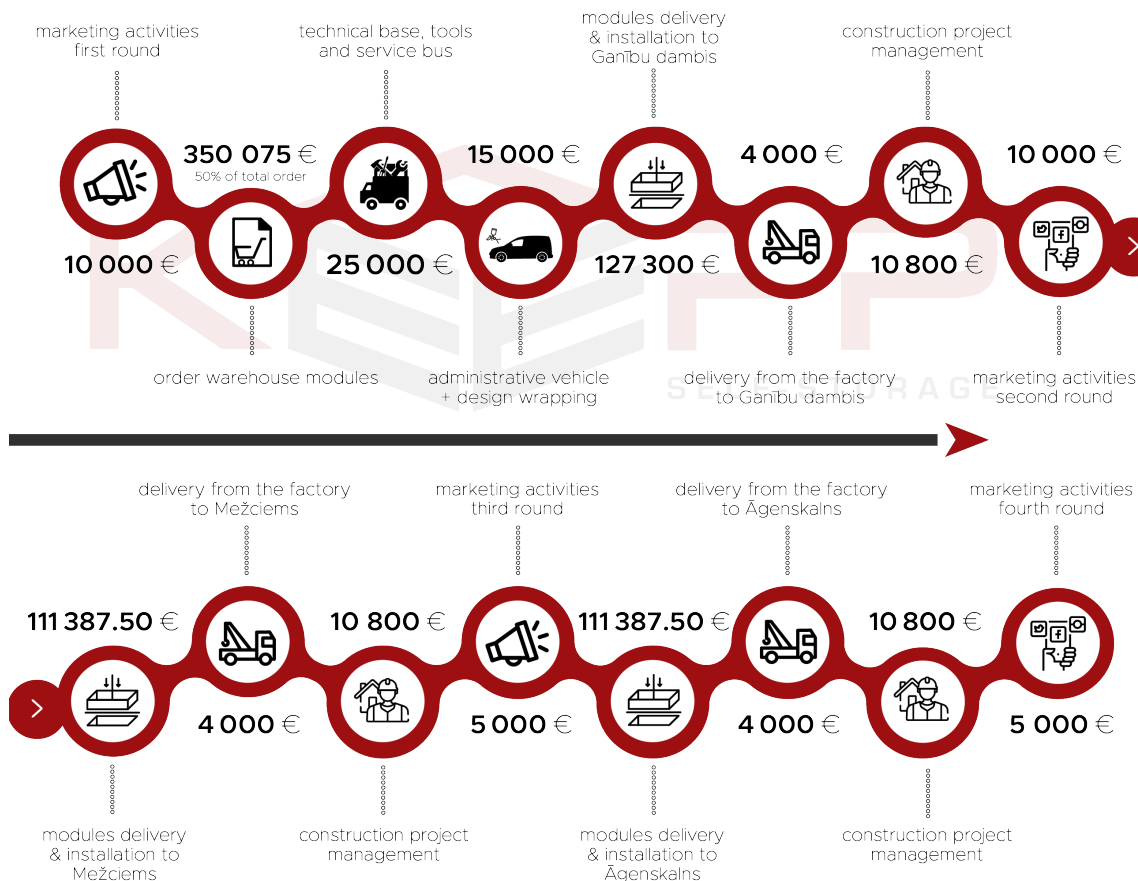 marketing activities
first round
technical base, tools
and service bus
modules delivery
& installation to
Ganību dambis
construction project
management
350 075 €
50% of total order
15 000 €
4 000 €
10 000 €
10 000 €
25 000 €
127 300 €
10 800 €
order warehouse modules
administrative vehicle
+ design wrapping
delivery from the factory
to Ganību dambis
marketing activities
second round
KEEPP
SELF-STORAGE
delivery from the factory
to Mežciems
marketing activities
third round
delivery from the factory
to Āgenskalns
marketing activities
fourth round
111 387.50 €
10 800 €
111 387.50 €
10 800 €
4 000 €
5 000 €
4 000 €
5 000 €
modules delivery
& installation to
Mežciems
construction project
management
modules delivery
& installation to
Āgenskalns
construction project
management